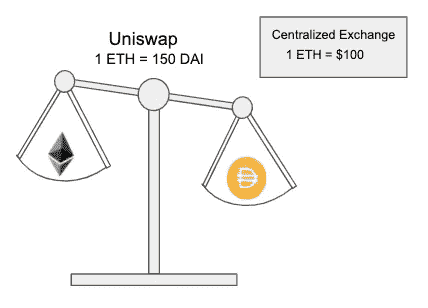 Uniswap
1 ETH = 150 DAI
Centralized Exchange
1 ETH = $100